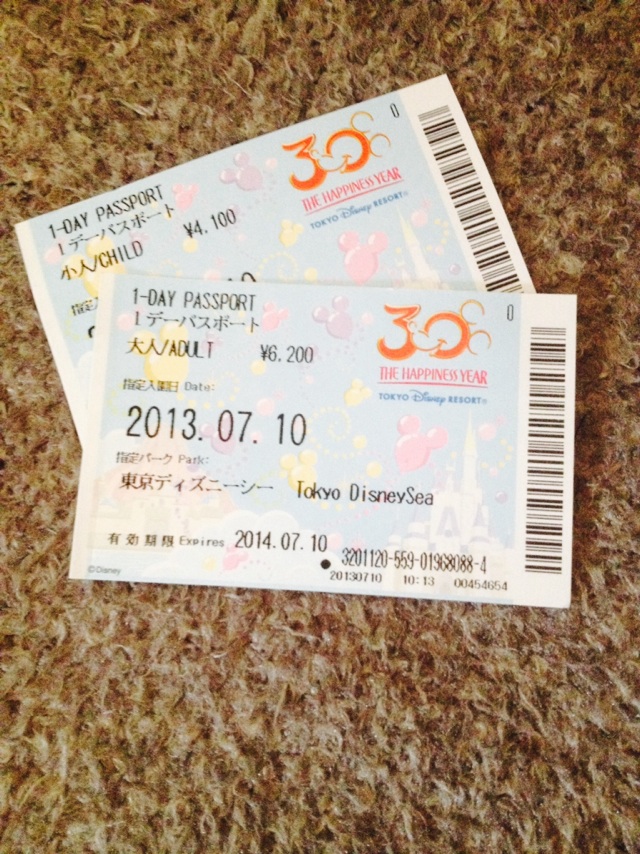 1-DAY PASSPORT
1デーパスポート
小人/CHILD ¥4,100
0
30
THE HAPPINESS YEAR
TOKYO Disney RESORT®
1-DAY PASSPORT
1デーパスポート
大人/ADULT ¥6,200
0
30
THE HAPPINESS YEAR
TOKYO Disney RESORT®
指定入園日 Date:
2013.07.10
指定パーク Park:
東京ディズニーシー Tokyo DisneySea
有効期限 Expires 2014.07.10
3201120-559-01968088-4
20130710 10:13 00454654
©Disney